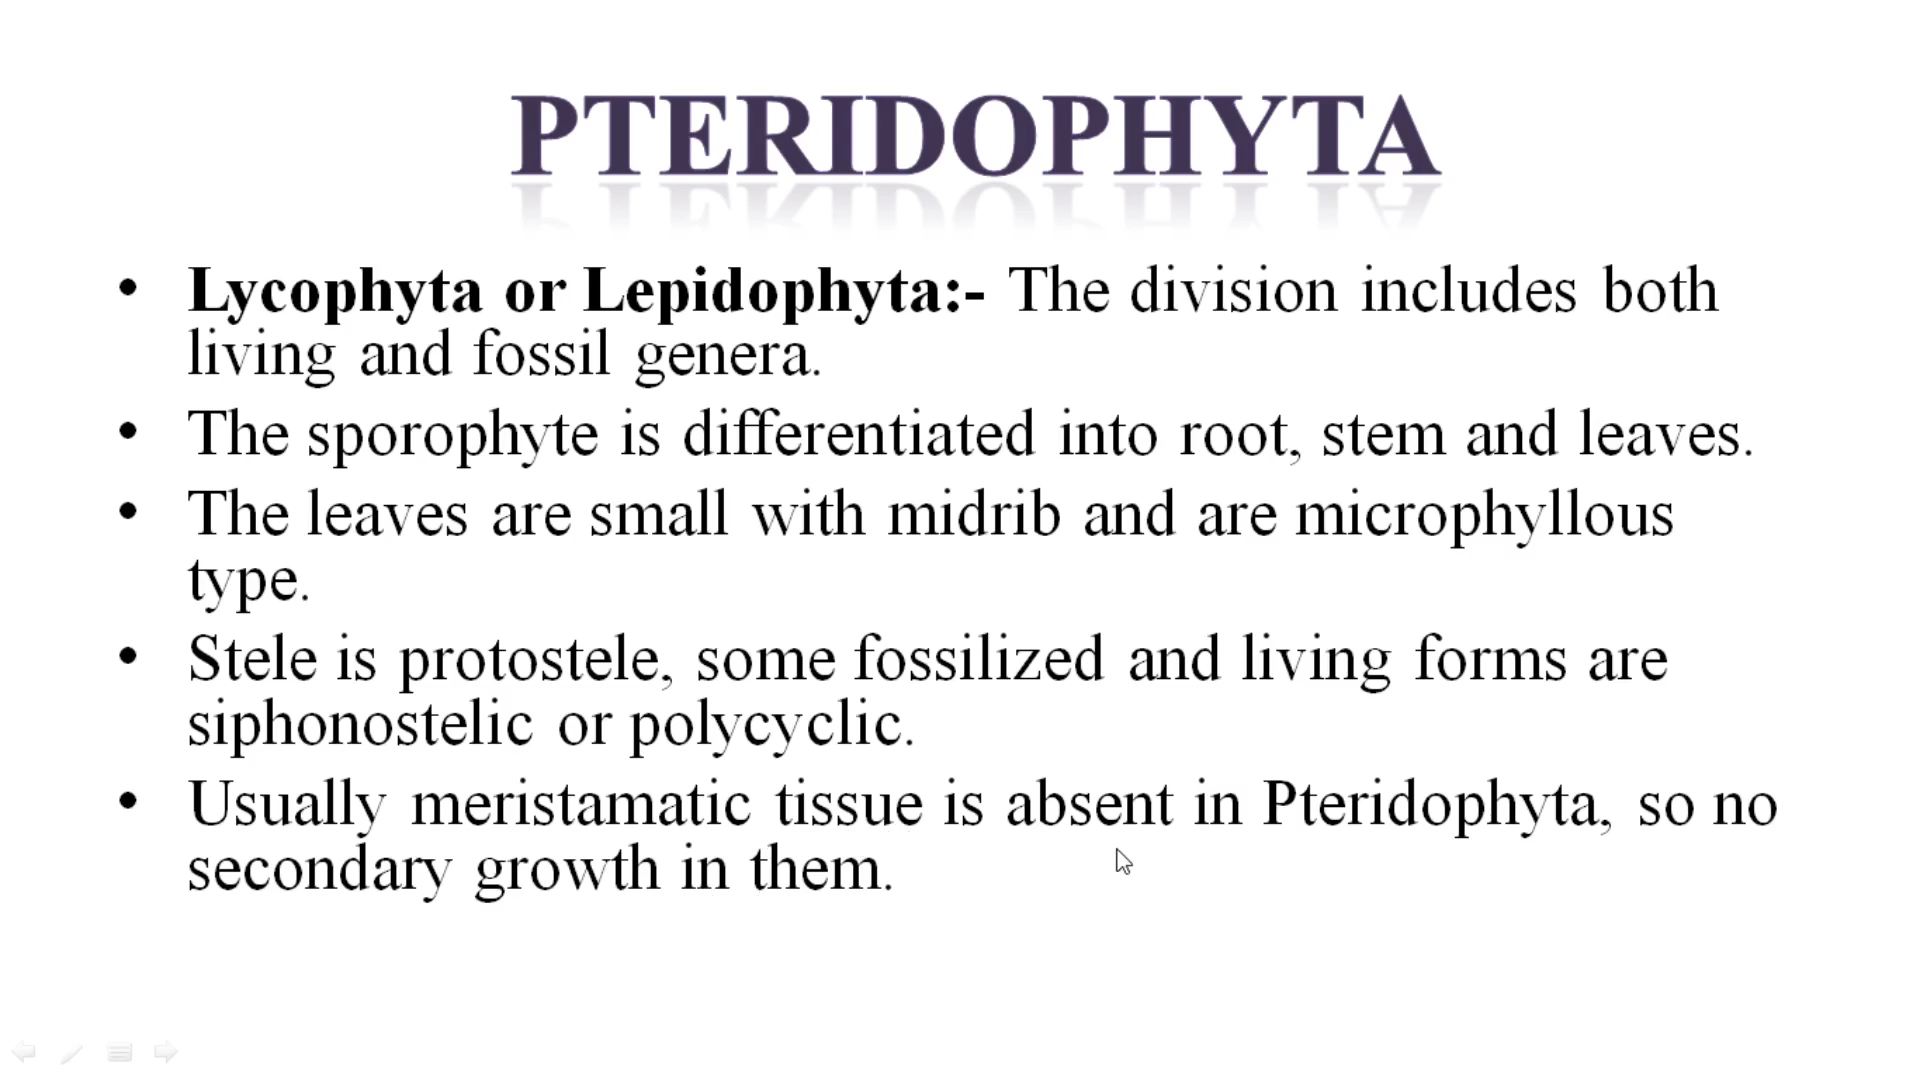 PTERIDOPHYTA
• Lycophyta or Lepidophyta:- The division includes both
living and fossil genera.
• The sporophyte is differentiated into root, stem and leaves.
• The leaves are small with midrib and are microphyllous
type.
• Stele is protostele, some fossilized and living forms are
siphonostelic or polycyclic.
• Usually meristamatic tissue is absent in Pteridophyta, so no
secondary growth in them.